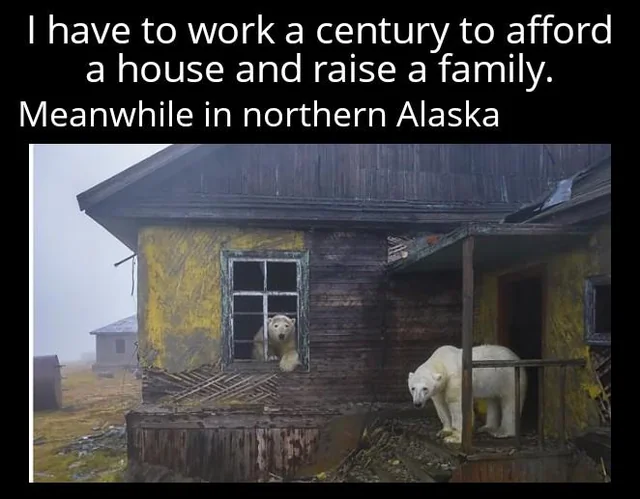 I have to work a century to afford
a house and raise a family.
Meanwhile in northern Alaska